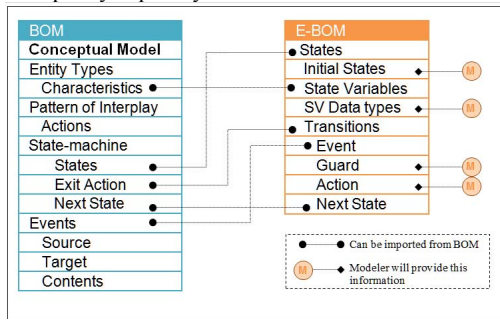 BOM
Conceptual Model
Entity Types
Characteristics
Pattern of Interplay
Actions
State-machine
States
Exit Action
Next State
Events
Source
Target
Contents
E-BOM
States
Initial States
M
State Variables
SV Data types
M
Transitions
Event
Guard
M
Action
M
Next State
Can be imported from BOM
M
Modeler will provide this
information